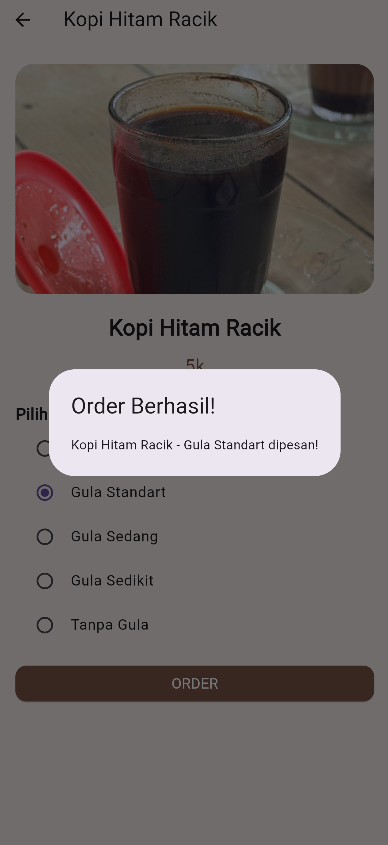 Kopi Hitam Racik
Kopi Hitam Racik
5k
Order Berhasil!
Pilih
Kopi Hitam Racik - Gula Standart dipesan!
Gula Standart
Gula Sedang
Gula Sedikit
Tanpa Gula
ORDER